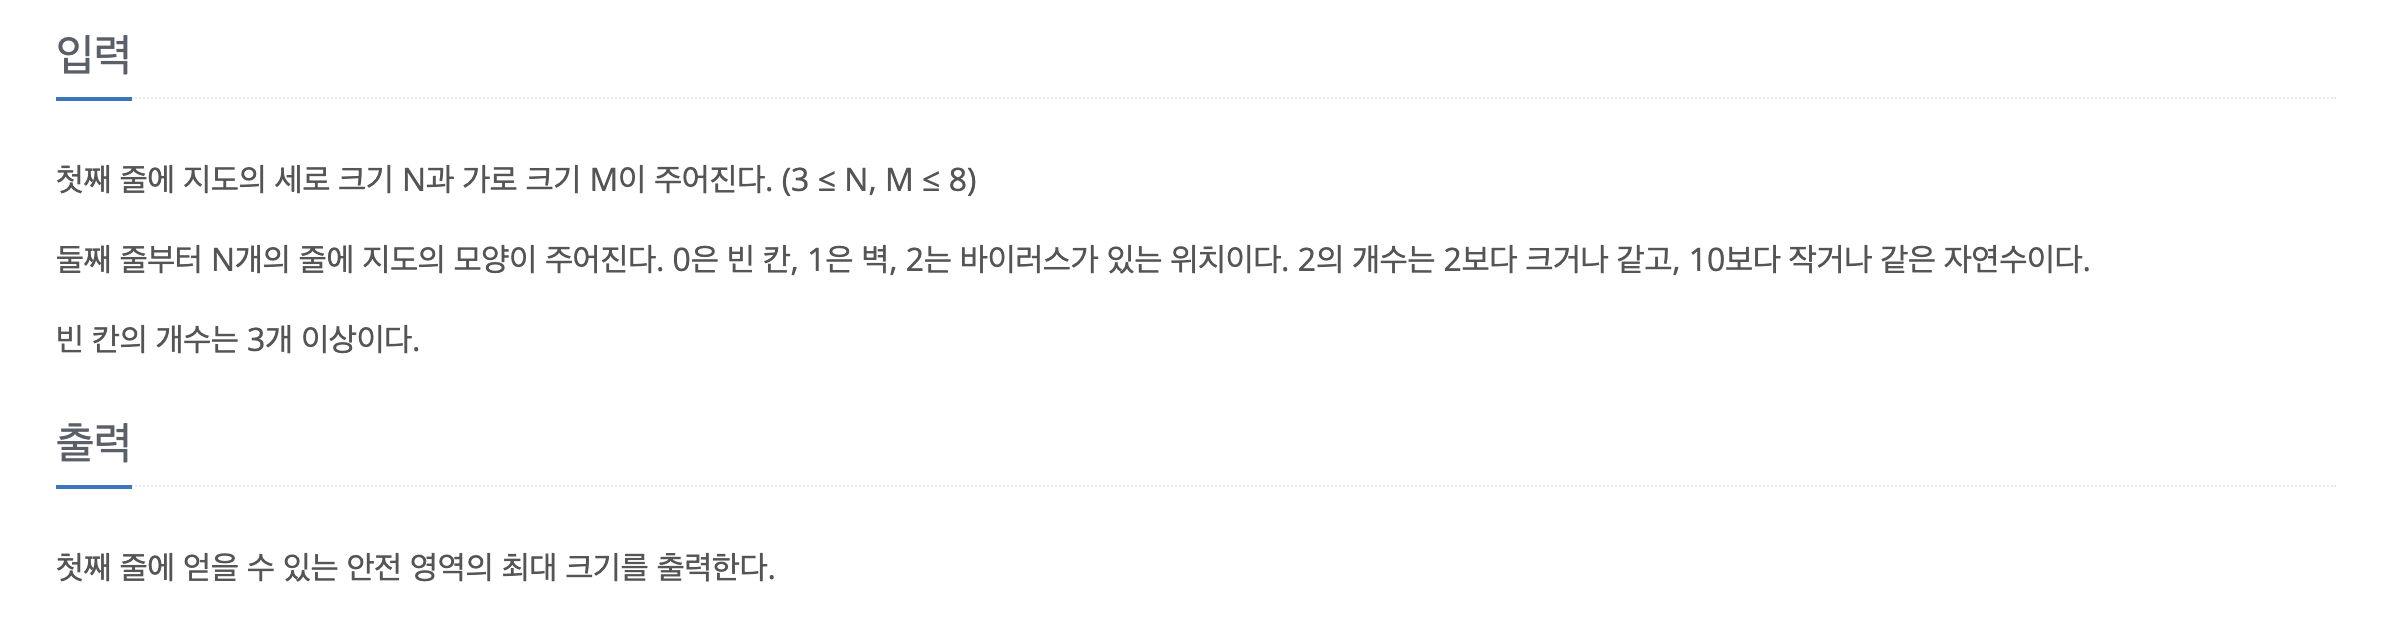 입력
첫째 줄에 지도의 세로 크기 N과 가로 크기 M이 주어진다. (3 ≤ N, M ≤ 8)
둘째 줄부터 N개의 줄에 지도의 모양이 주어진다. 0은 빈 칸, 1은 벽, 2는 바이러스가 있는 위치이다. 2의 개수는 2보다 크거나 같고, 10보다 작거나 같은 자연수이다.
빈 칸의 개수는 3개 이상이다.
출력
첫째 줄에 얻을 수 있는 안전 영역의 최대 크기를 출력한다.